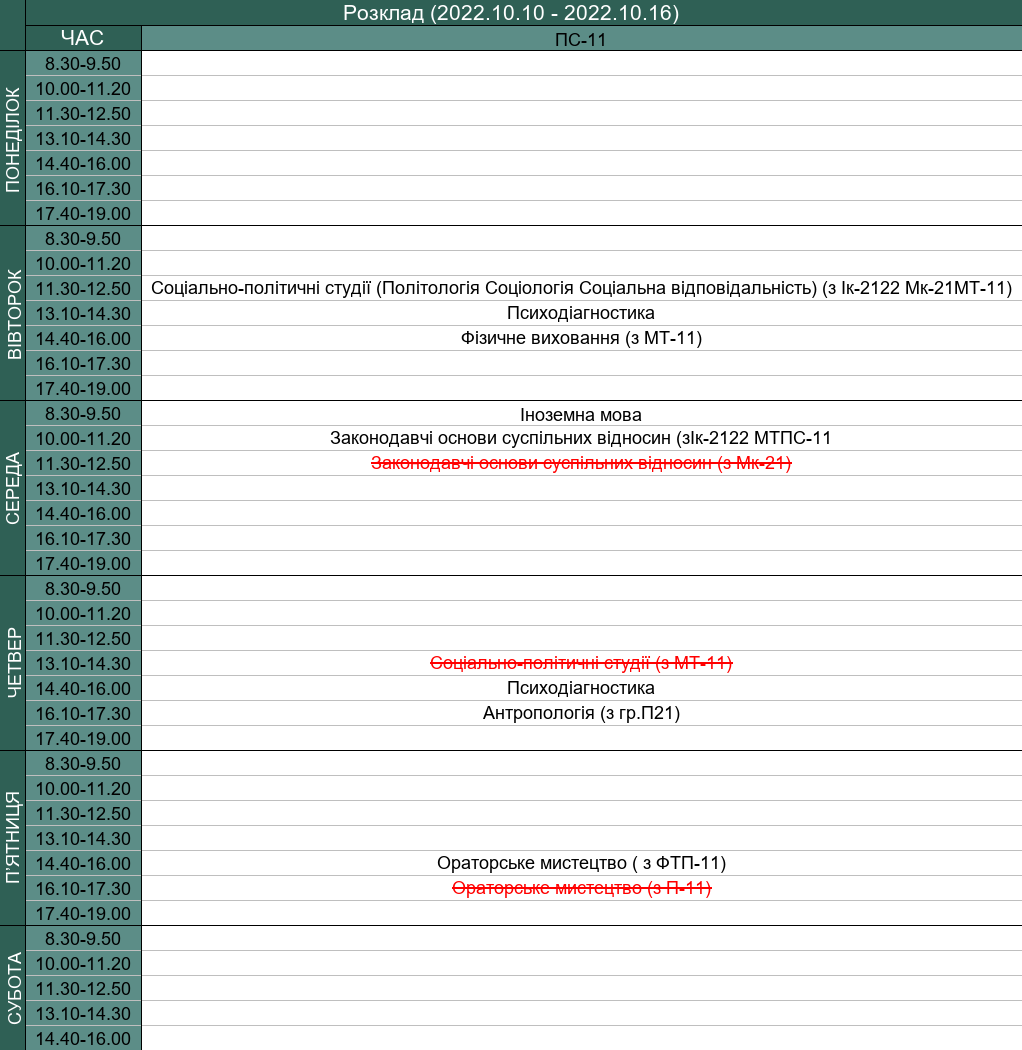 Розклад (2022.10.10 - 2022.10.16)
ЧАС ПС-11
ПОНЕДІЛОК
8.30-9.50
10.00-11.20
11.30-12.50
13.10-14.30
14.40-16.00
16.10-17.30
17.40-19.00
ВІВТОРОК
8.30-9.50
10.00-11.20
11.30-12.50 Соціально-політичні студії (Політологія Соціологія Соціальна відповідальність) (з Ік-2122 Мк-21МТ-11)
13.10-14.30 Психодіагностика
14.40-16.00 Фізичне виховання (з МТ-11)
16.10-17.30
17.40-19.00
СЕРЕДА
8.30-9.50 Іноземна мова
10.00-11.20 Законодавчі основи суспільних відносин (зІк-2122 МТПС-11
11.30-12.50 Законодавчі основи суспільних відносин (з Мк-21)
13.10-14.30
14.40-16.00
16.10-17.30
17.40-19.00
ЧЕТВЕР
8.30-9.50
10.00-11.20
11.30-12.50
13.10-14.30 Соціально-політичні студії (з МТ-11)
14.40-16.00 Психодіагностика
16.10-17.30 Антропологія (з гр.П21)
17.40-19.00
П'ЯТНИЦЯ
8.30-9.50
10.00-11.20
11.30-12.50
13.10-14.30
14.40-16.00 Ораторське мистецтво ( з ФТП-11)
16.10-17.30 Ораторське мистецтво (з П-11)
17.40-19.00
СУБОТА
8.30-9.50
10.00-11.20
11.30-12.50
13.10-14.30
14.40-16.00